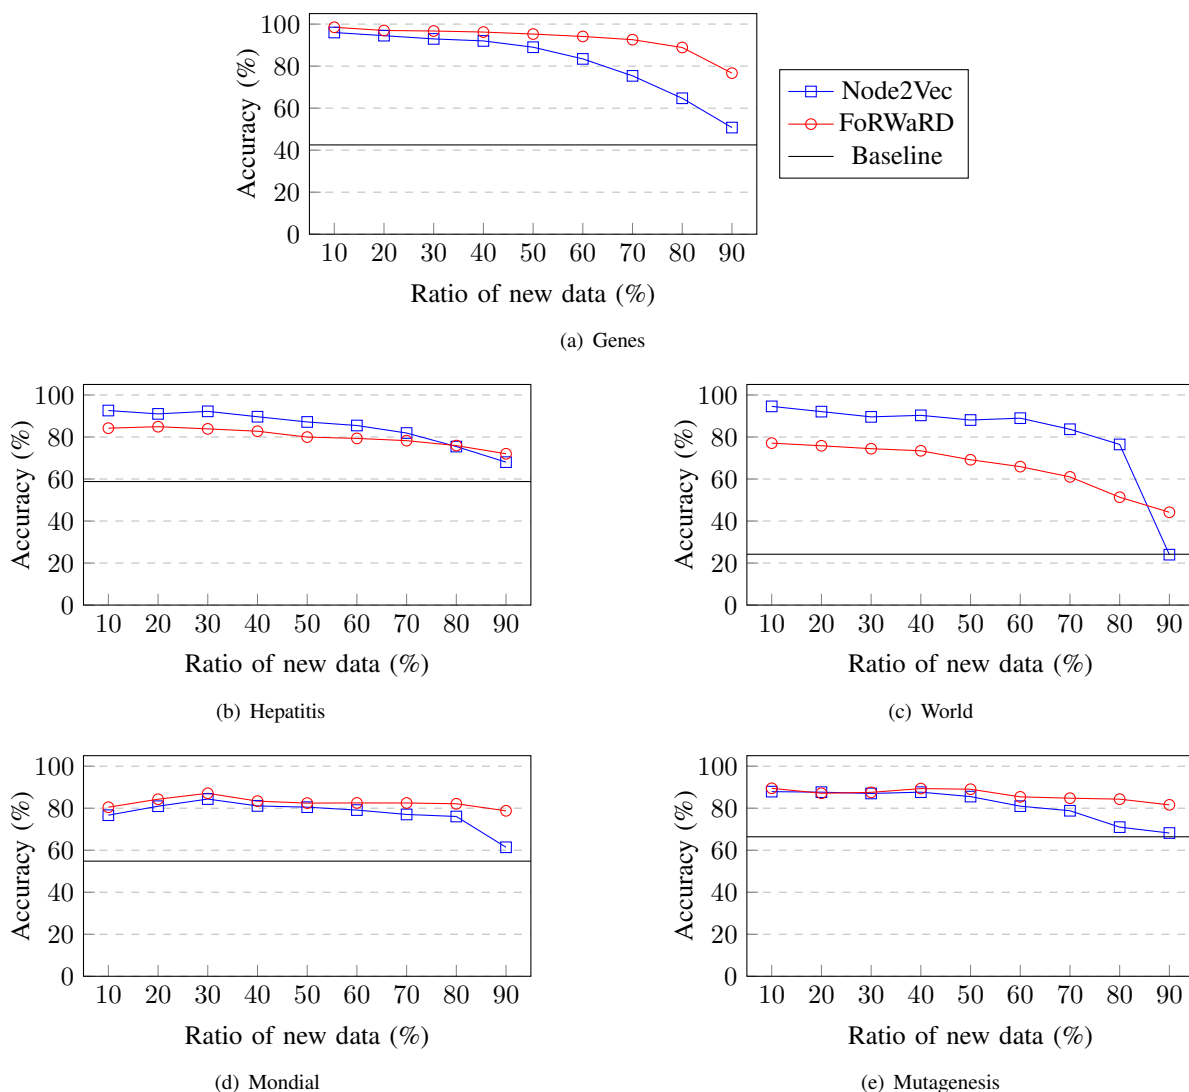 100
80
60
40
20
0
Accuracy (%)
10 20 30 40 50 60 70 80 90
Ratio of new data (%)
Node2Vec
FoRWaRD
Baseline
(a) Genes
100
80
60
40
20
0
Accuracy (%)
10 20 30 40 50 60 70 80 90
Ratio of new data (%)
(b) Hepatitis
100
80
60
40
20
0
Accuracy (%)
10 20 30 40 50 60 70 80 90
Ratio of new data (%)
(c) World
100
80
60
40
20
0
Accuracy (%)
10 20 30 40 50 60 70 80 90
Ratio of new data (%)
(d) Mondial
100
80
60
40
20
0
Accuracy (%)
10 20 30 40 50 60 70 80 90
Ratio of new data (%)
(e) Mutagenesis